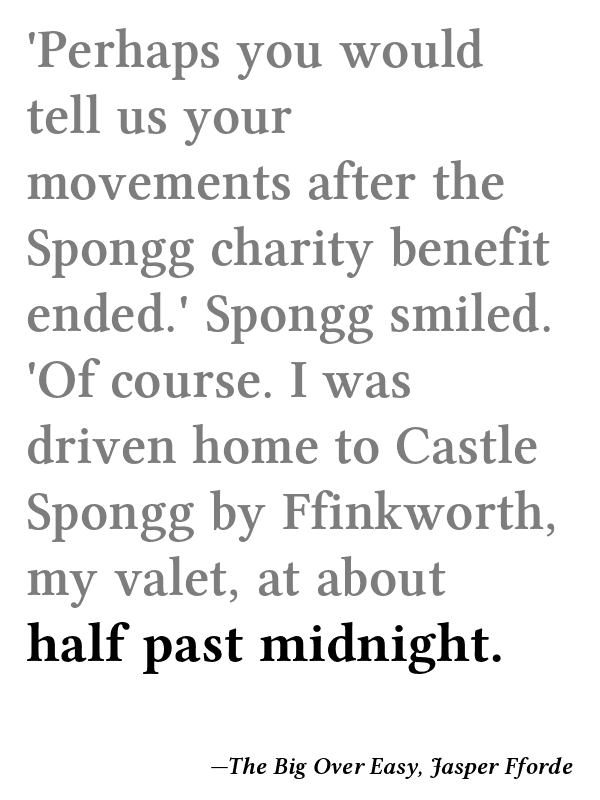 'Perhaps you would
tell us your
movements after the
Spongg charity benefit
ended.' Spongg smiled.
'Of course. I was
driven home to Castle
Spongg by Ffinkworth,
my valet, at about
half past midnight.
—The Big Over Easy, Jasper Fforde